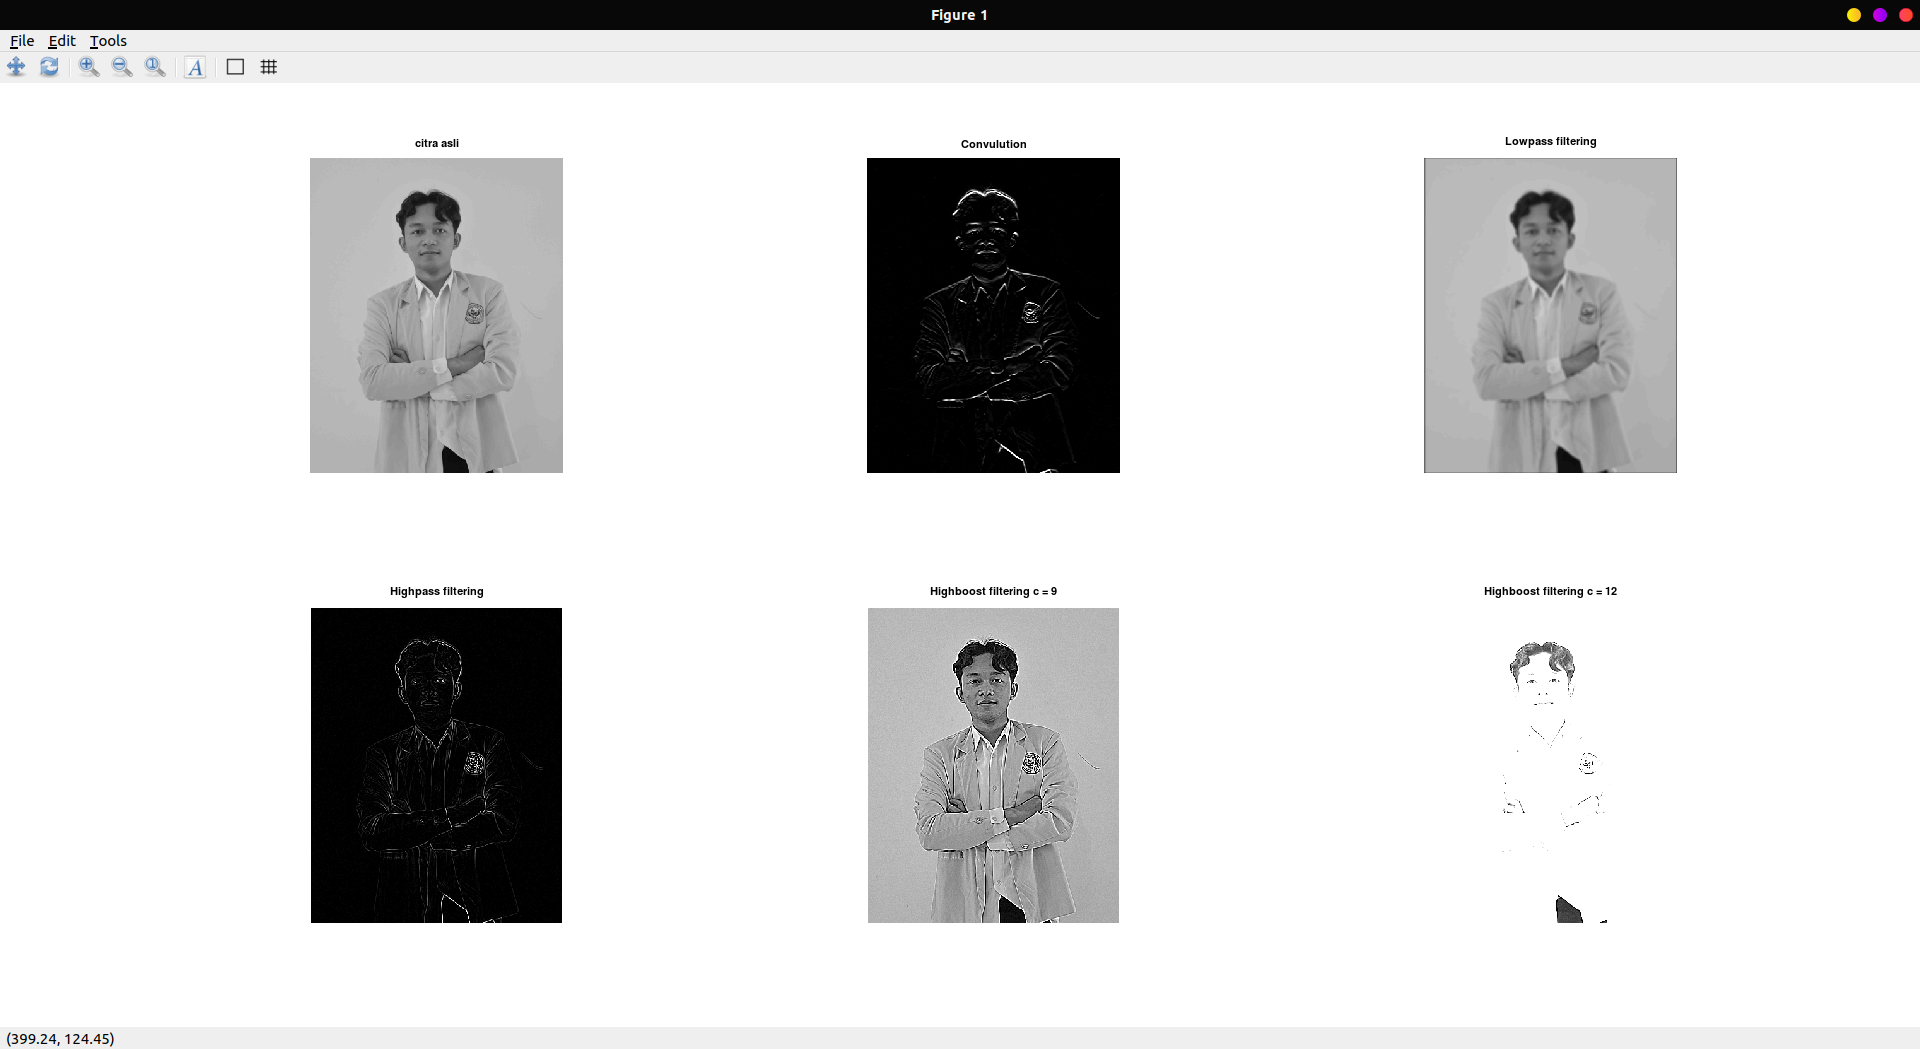 Figure 1
File Edit Tools
A
citra asli
Convulution
Lowpass filtering
Highpass filtering
Highboost filtering c = 9
Highboost filtering c = 12
(399.24, 124.45)